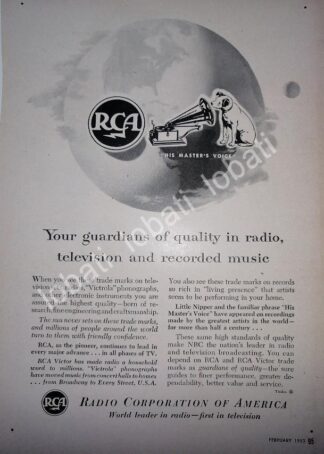 RCA
HIS MASTER'S VOICE
Your guardians of quality in radio,
television and recorded music
When you see these trade marks on tele-
"Victrola" phonographs,
and other electronic instruments you are
assured the highest quality—born of re-
search, fine engineering and craftsmanship.
The sun never sets on these trade marks,
and millions of people around the world
turn to them with friendly confidence.
RCA, as the pioneer, continues to lead in
every major advance . . . in all phases of TV.
RCA Victor has made radio a household
word to millions. "Victrola" phonographs
have moved music from concert halls to homes
. . . from Broadway to Every Street, U.S.A.
You also see these trade marks on records
so rich in "living presence" that artists
seem to be performing in your home.
Little Nipper and the familiar phrase "His
Master's Voice" have appeared on recordings
made by the greatest artists in the world—
for more than half a century . . .
These same high standards of quality
make NBC the nation's leader in radio
and television broadcasting. You can
depend on RCA and RCA Victor trade
marks as guardians of quality—the sure
guides to finer performance, greater de-
pendability, better value and service.
RCA
RADIO CORPORATION OF AMERICA
World leader in radio—first in television
FEBRUARY 1953 95
lobati lobati lobati
lobati lobati lobati